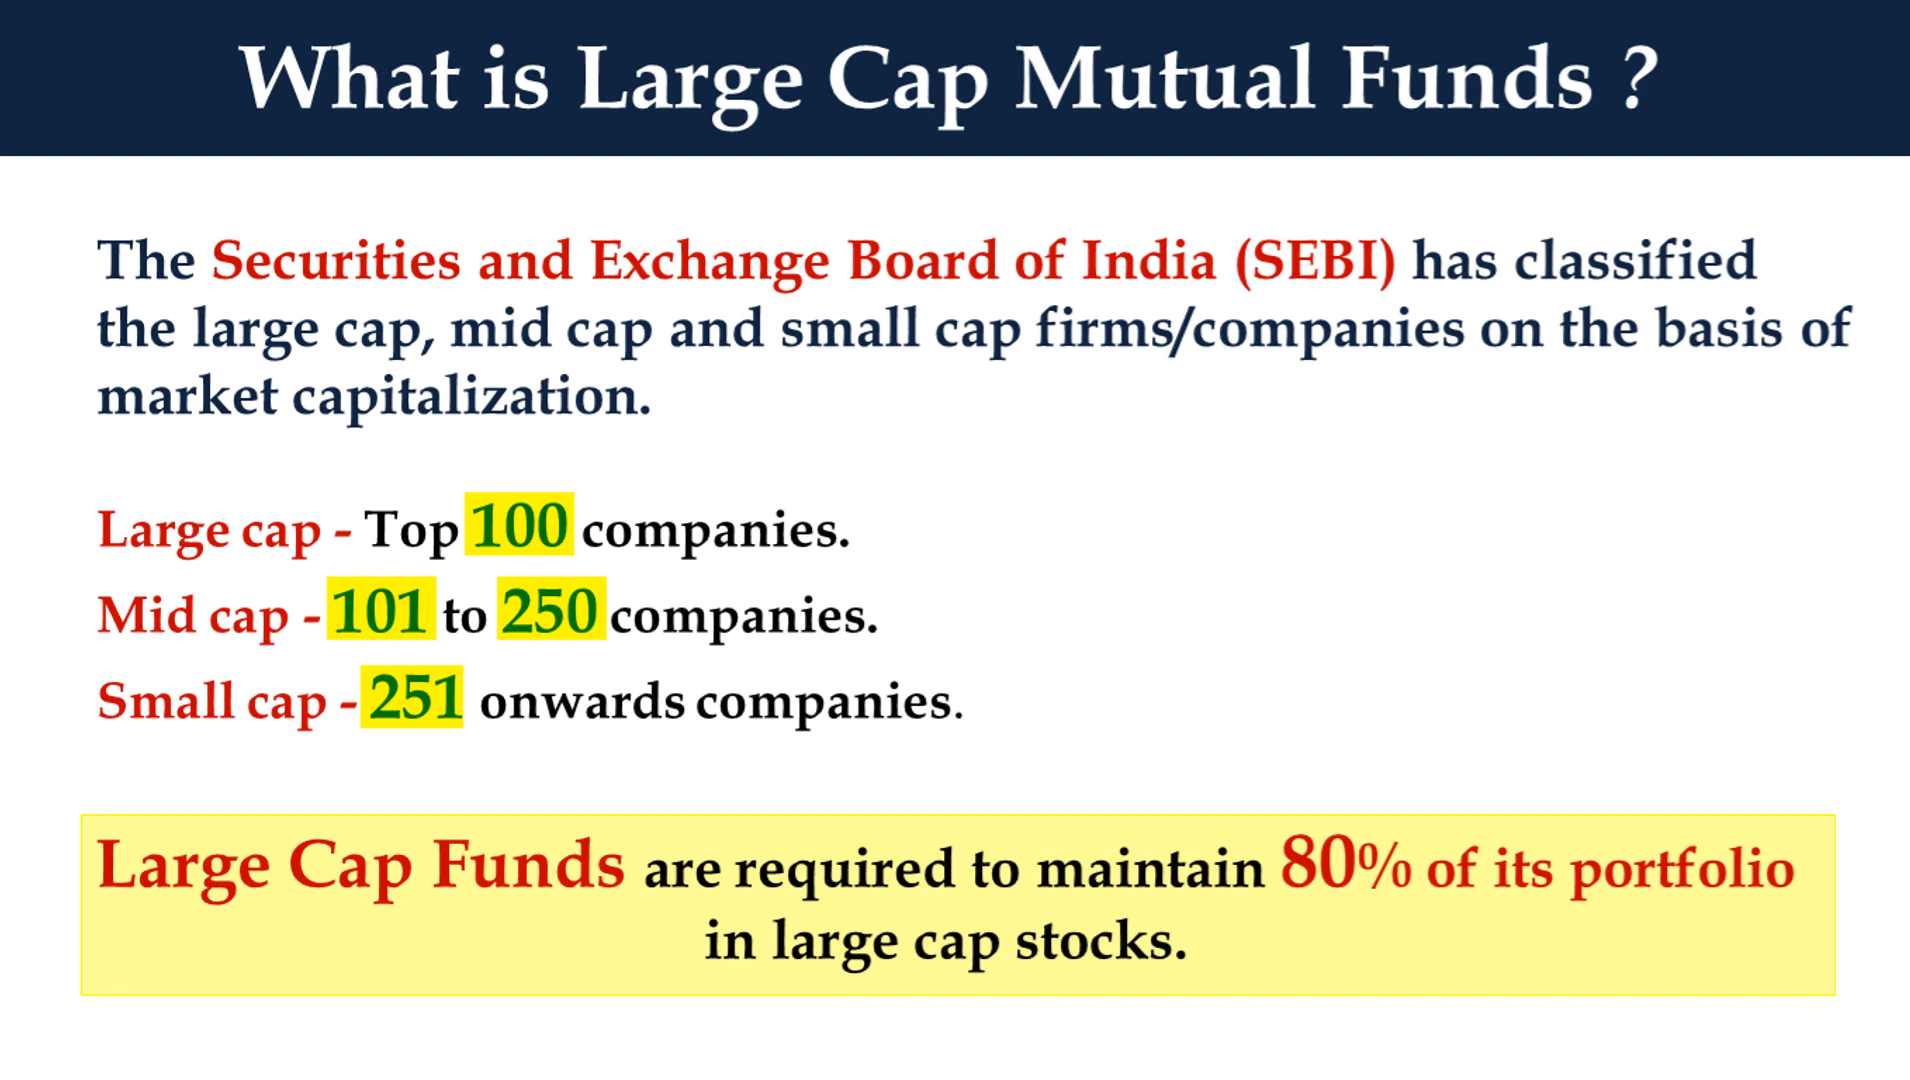 What is Large Cap Mutual Funds ?
The Securities and Exchange Board of India (SEBI) has classified
the large cap, mid cap and small cap firms/companies on the basis of
market capitalization.
Large cap - Top 100 companies.
Mid cap - 101 to 250 companies.
Small cap - 251 onwards companies.
Large Cap Funds are required to maintain 80% of its portfolio
in large cap stocks.